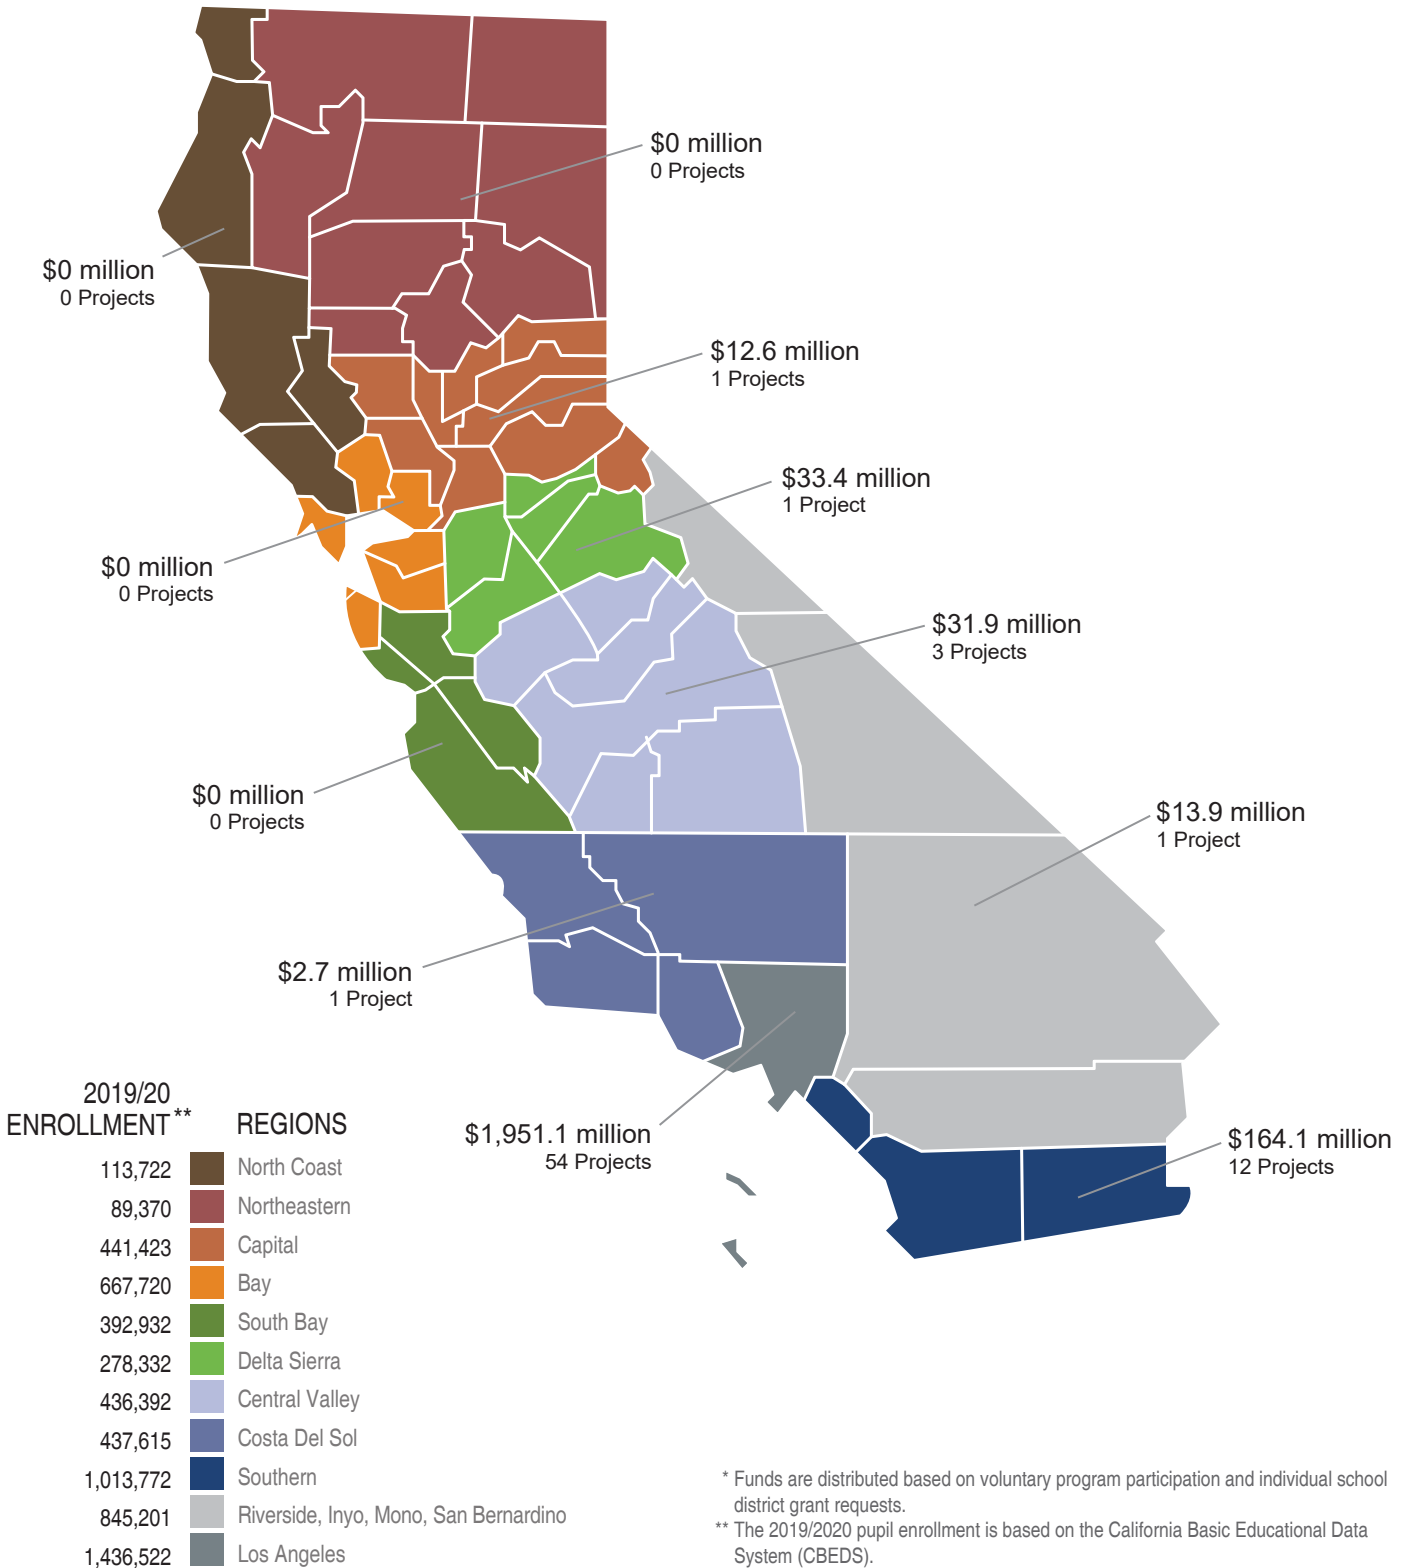 $0 million
0 Projects
$0 million
0 Projects
$12.6 million
1 Projects
$33.4 million
1 Project
$0 million
0 Projects
$31.9 million
3 Projects
$0 million
0 Projects
$13.9 million
1 Project
$2.7 million
1 Project
$1,951.1 million
54 Projects
$164.1 million
12 Projects
2019/20
ENROLLMENT** REGIONS
113,722 North Coast
89,370 Northeastern
441,423 Capital
667,720 Bay
392,932 South Bay
278,332 Delta Sierra
436,392 Central Valley
437,615 Costa Del Sol
1,013,772 Southern
845,201 Riverside, Inyo, Mono, San Bernardino
1,436,522 Los Angeles
* Funds are distributed based on voluntary program participation and individual school
district grant requests.
** The 2019/2020 pupil enrollment is based on the California Basic Educational Data
System (CBEDS).